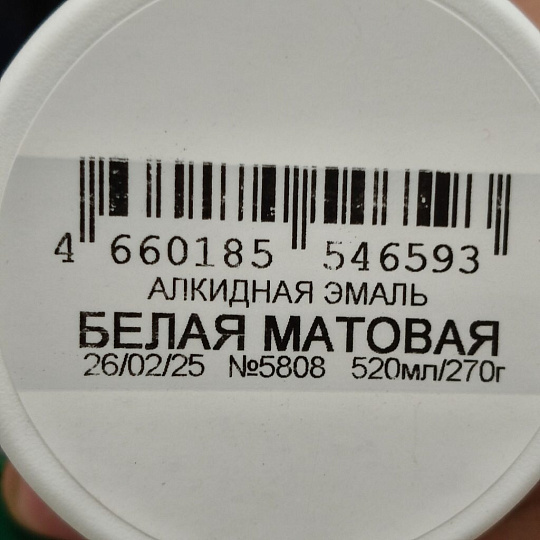 4 660185 546593
АЛКИДНАЯ ЭМАЛЬ
БЕЛАЯ МАТОВАЯ
26/02/25 №5808 520мл/270г